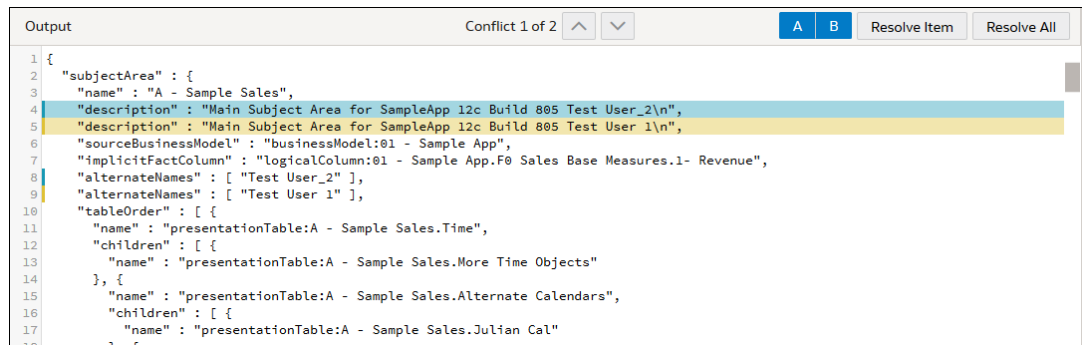 Output Conflict 1 of 2 A B Resolve Item Resolve All
1 {
2 "subjectArea" : {
3 "name" : "A - Sample Sales",
4 "description" : "Main Subject Area for SampleApp 12c Build 805 Test User_2\n",
5 "description" : "Main Subject Area for SampleApp 12c Build 805 Test User 1\n",
6 "sourceBusinessModel" : "businessModel:01 - Sample App",
7 "implicitFactColumn" : "logicalColumn:01 - Sample App.F0 Sales Base Measures.1- Revenue",
8 "alternateNames" : [ "Test User_2" ],
9 "alternateNames" : [ "Test User 1" ],
10 "tableOrder" : [ {
11 "name" : "presentationTable:A - Sample Sales.Time",
12 "children" : [ {
13 "name" : "presentationTable:A - Sample Sales.More Time Objects"
14 }, {
15 "name" : "presentationTable:A - Sample Sales.Alternate Calendars",
16 "children" : [ {
17 "name" : "presentationTable:A - Sample Sales.Julian Cal"